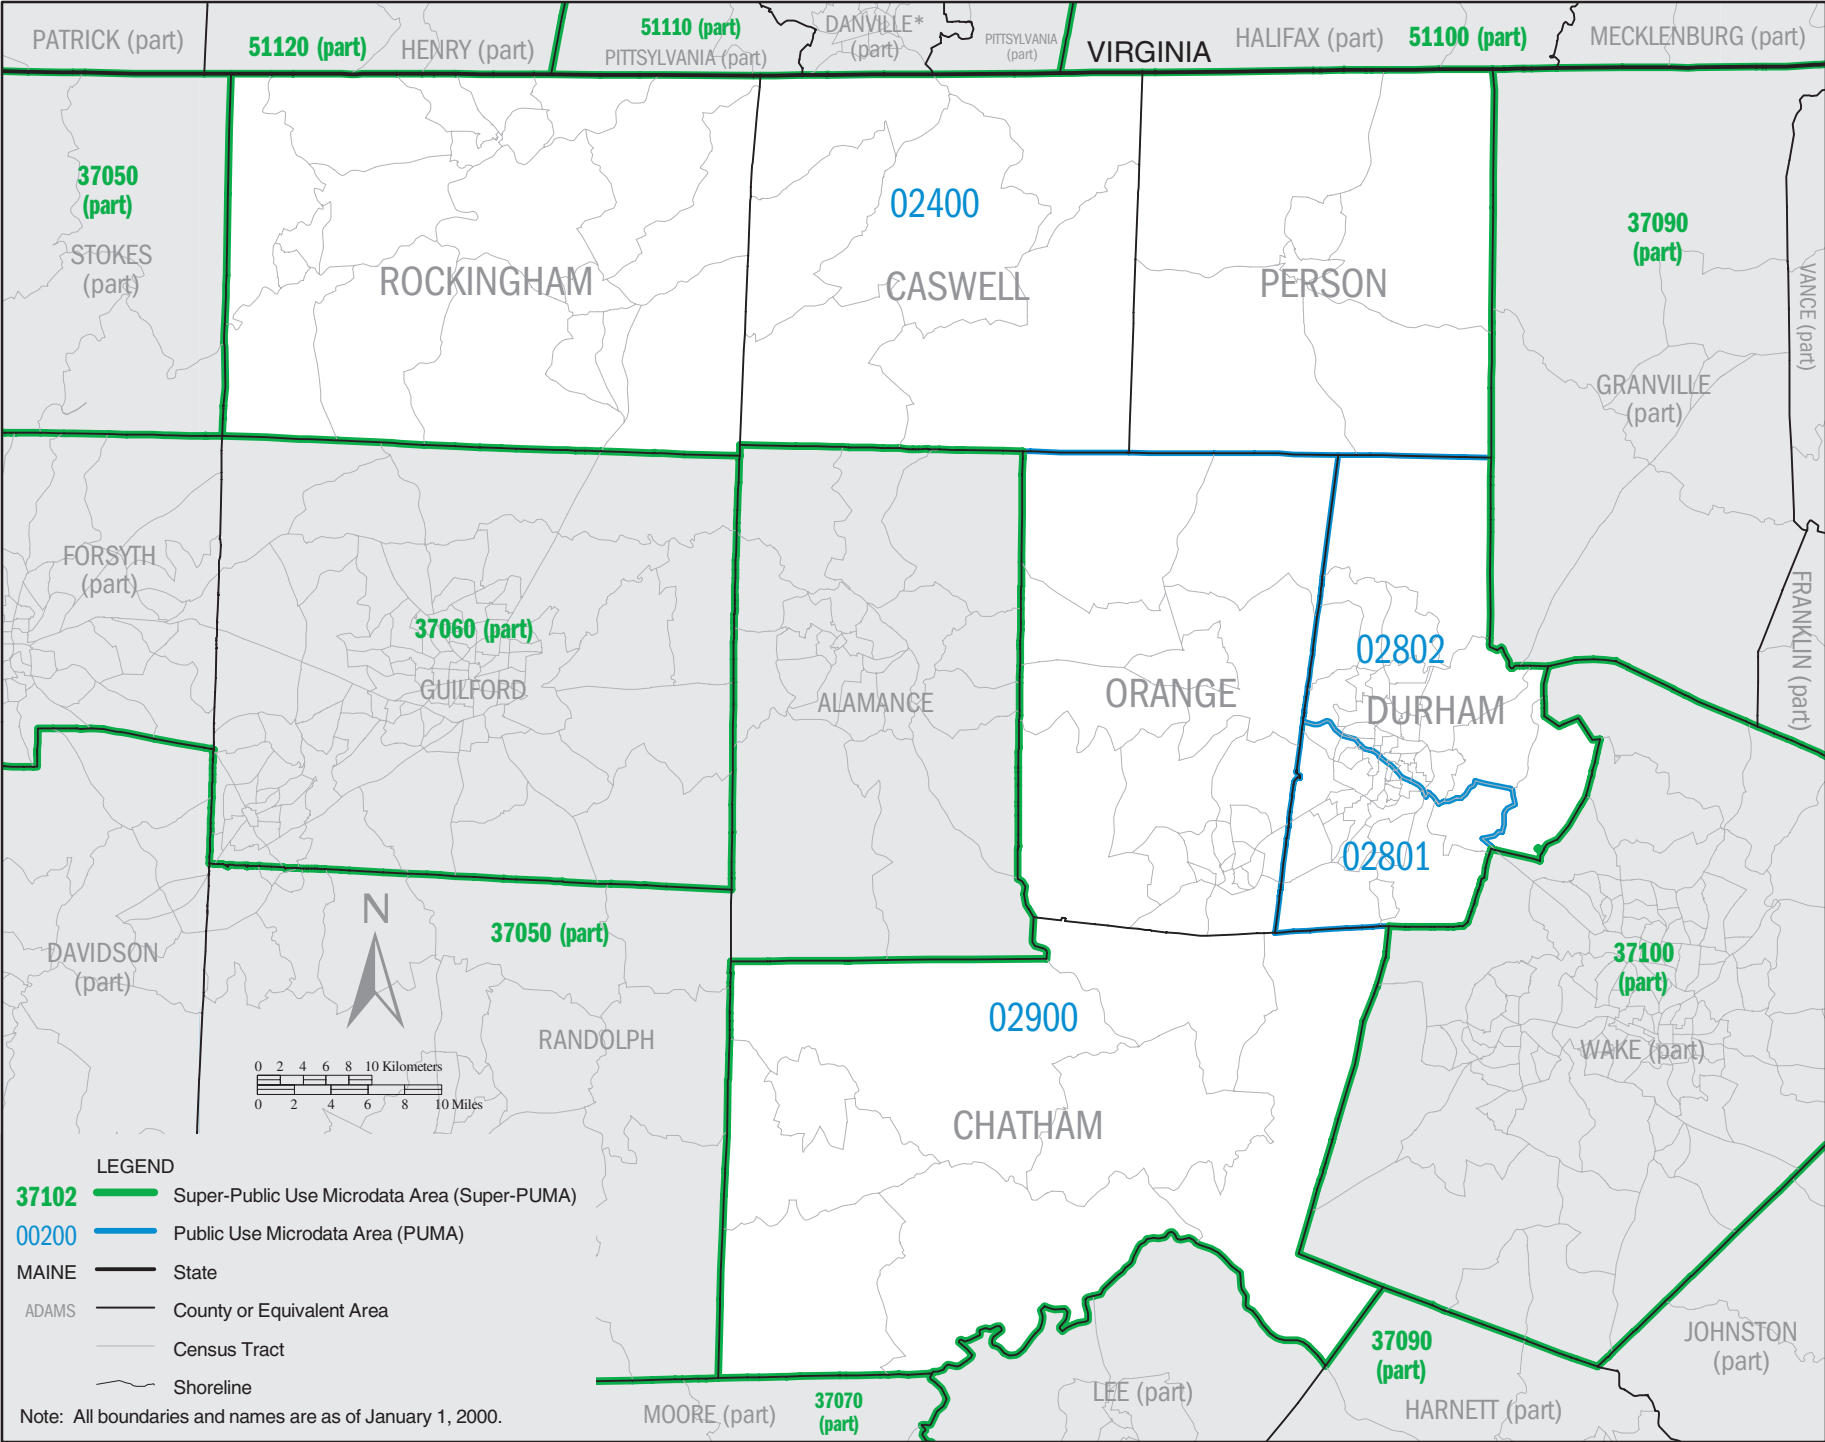 PATRICK (part)
51120 (part)
HENRY (part)
51110 (part)
PITTSYLVANIA (part)
DANVILLE*
(part)
PITTSYLVANIA
(part)
VIRGINIA
HALIFAX (part)
51100 (part)
MECKLENBURG (part)
37050
(part)
STOKES
(part)
ROCKINGHAM
02400
CASWELL
PERSON
37090
(part)
VANCE (part)
GRANVILLE
(part)
FORSYTH
(part)
37060 (part)
GUILFORD
ALAMANCE
ORANGE
02802
DURHAM
02801
FRANKLIN (part)
DAVIDSON
(part)
N
37050 (part)
RANDOLPH
02900
CHATHAM
37100
(part)
WAKE (part)
0 2 4 6 8 10 Kilometers
0 2 4 6 8 10 Miles
LEGEND
37102 Super-Public Use Microdata Area (Super-PUMA)
00200 Public Use Microdata Area (PUMA)
MAINE State
ADAMS County or Equivalent Area
Census Tract
Shoreline
Note: All boundaries and names are as of January 1, 2000.
MOORE (part)
37070
(part)
LEE (part)
37090
(part)
HARNETT (part)
JOHNSTON
(part)